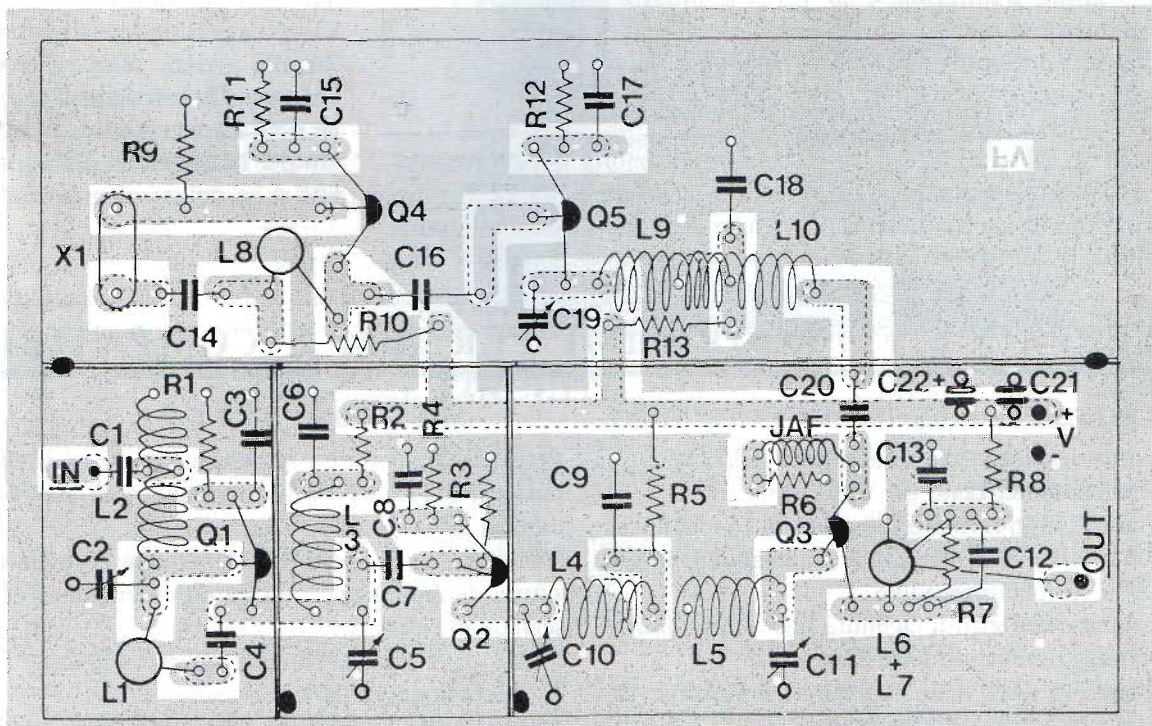 R11
C15
R12
C17
R9
C18
Q4
Q5
L9
L10
X1
L8
C16
C14
R10
C19
R13
R1
C3
C6
R2
R4
C20
C22+
C21
+
V
-
C1
IN
L2
C8
R3
C9
R5
JAF
R6
C13
R8
C2
Q1
L3
C7
L4
Q3
C12
OUT
L1
C4
C5
Q2
C10
L5
C11
L6
+
L7
R7